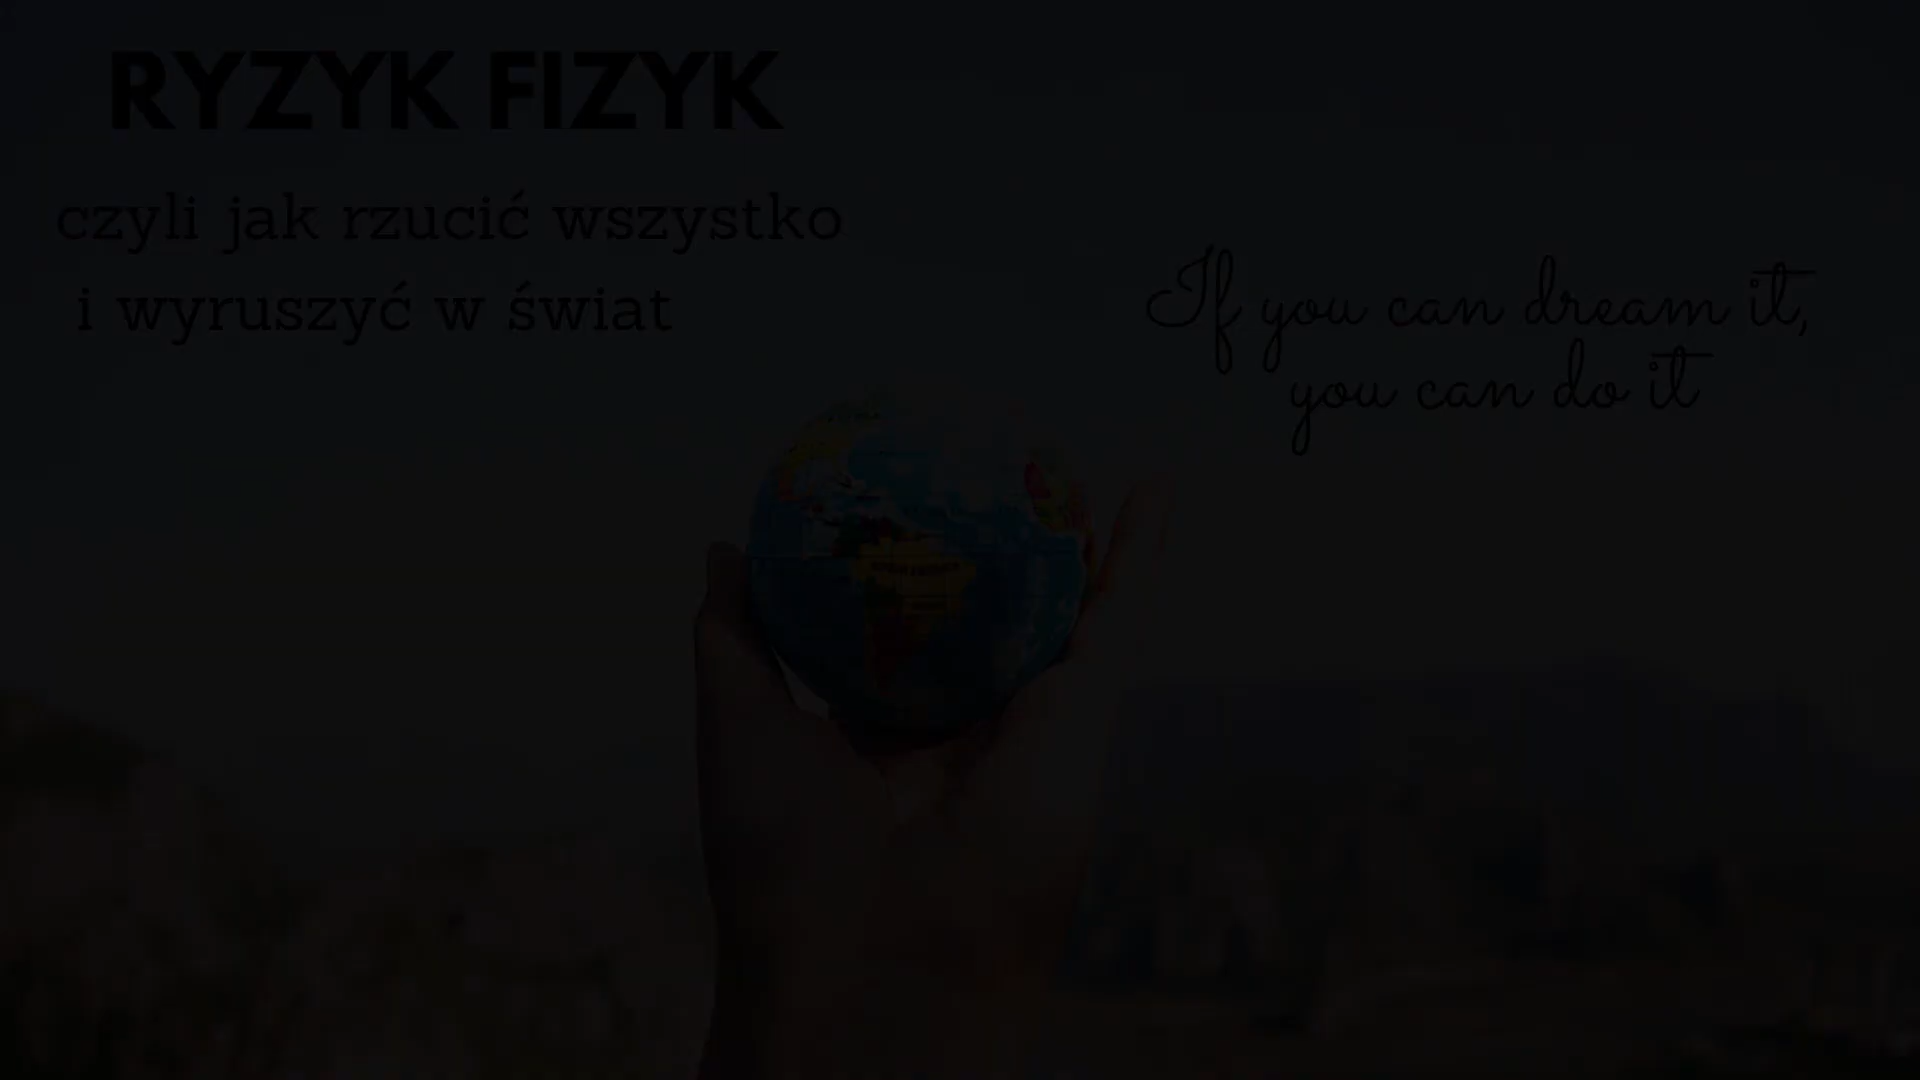 RYZYK FIZYK
czyli jak rzucić wszystko
i wyruszyć w świat
If you can dream it,
you can do it